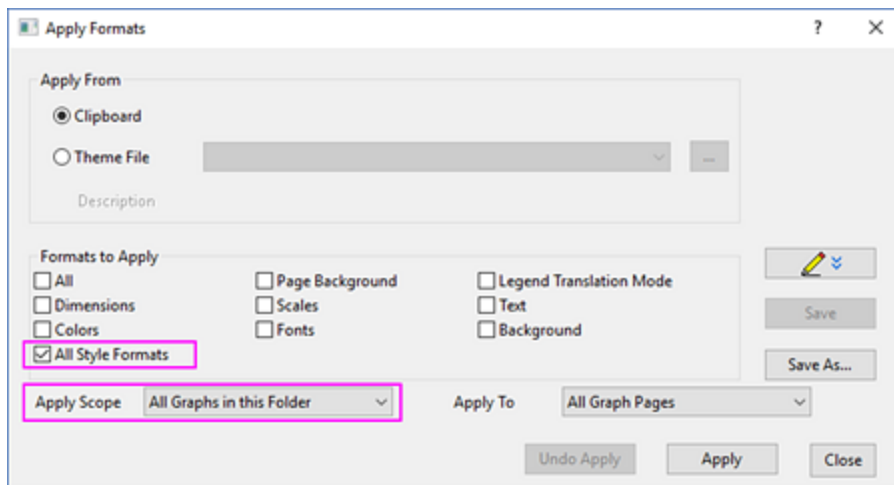 Apply Formats ?
Apply From
Clipboard
Theme File ...
Description
Formats to Apply
All Page Background Legend Translation Mode
Dimensions Scales Text
Colors Fonts Background
All Style Formats
Save
Save As...
Apply Scope All Graphs in this Folder Apply To All Graph Pages
Undo Apply Apply Close